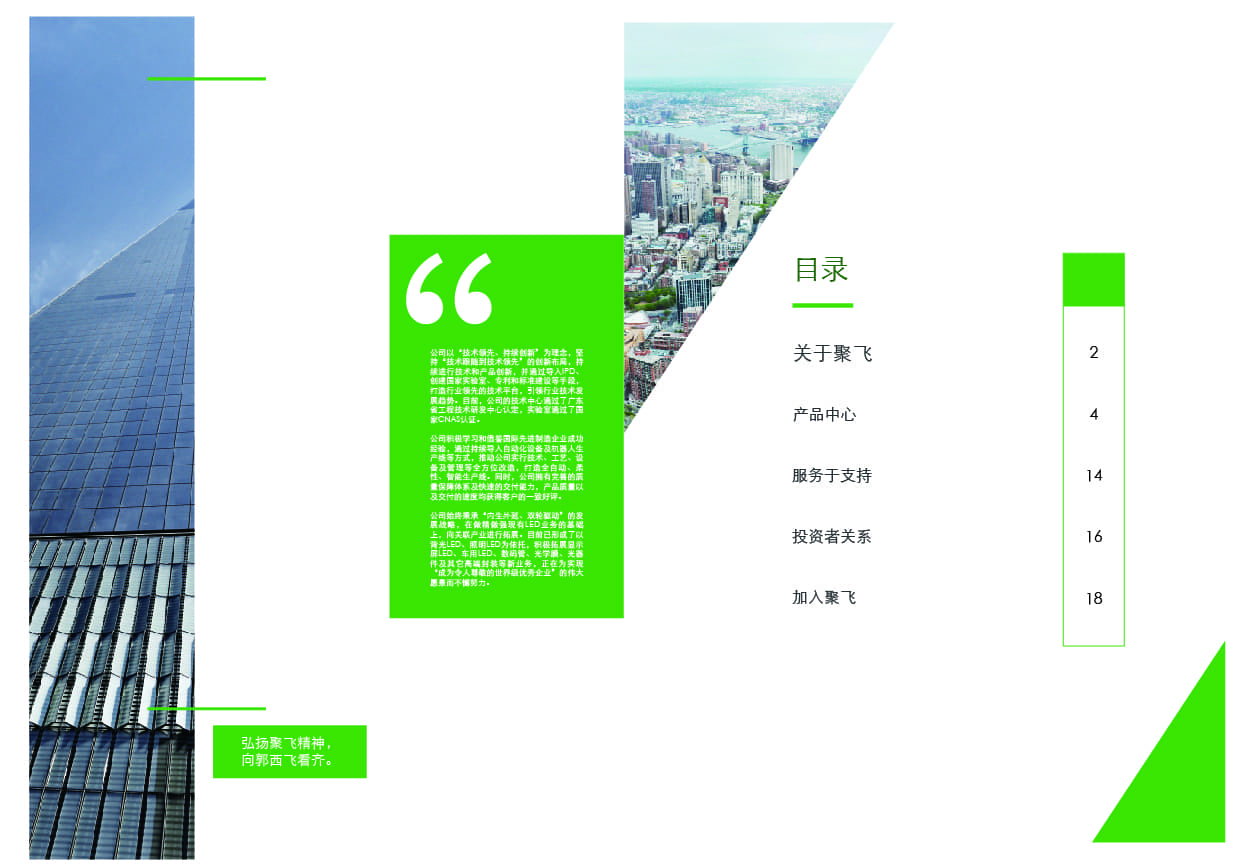 “
公司以“技术领先、持续创新”为理念，坚
持“技术跟随到技术领先”的创新布局，持
续进行技术和产品创新，并通过导入IPD、
创建国家实验室、专利和标准建设等手段，
打造行业领先的技术平台，引领行业技术发
展趋势。目前，公司的技术中心通过了广东
省工程技术研发中心认定，实验室通过了国
家CNAS认证。
公司积极学习和借鉴国际先进制造企业成功
经验，通过持续导入自动化设备及机器人生
产线等方式，推动公司实行技术、工艺、设
备及管理等全方位改造，打造全自动、柔
性、智能生产线。同时，公司拥有完善的质
量保障体系及快速的交付能力，产品质量以
及交付的速度均获得客户的一致好评。
公司始终秉承“内生外延、双轮驱动”的发
展战略，在做精做强现有LED业务的基础
上，向关联产业进行拓展。目前已形成了以
背光LED、照明LED为依托，积极拓展显示
屏LED、车用LED、数码管、光学膜、光器
件及其它高端封装等新业务，正在为实现
“成为令人尊敬的世界级优秀企业”的伟大
愿景而不懈努力。
弘扬聚飞精神，
向郭西飞看齐。
目录
关于聚飞 2
产品中心 4
服务于支持 14
投资者关系 16
加入聚飞 18